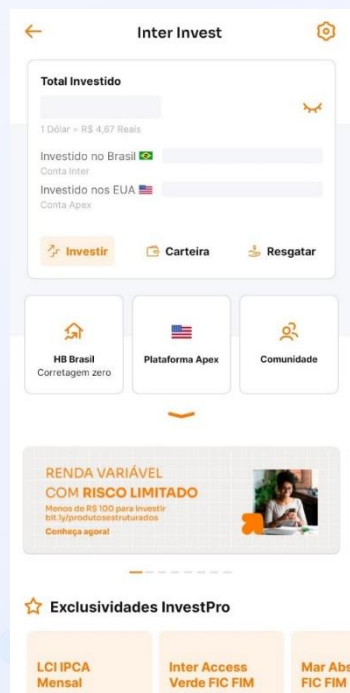 Inter Invest
Total Investido
1 Dólar = R$ 4,67 Reais
Investido no Brasil
Conta Inter
Investido nos EUA
Conta Apex
Investir Carteira Resgatar
HB Brasil
Corretagem zero
Plataforma Apex
Comunidade
RENDA VARIÁVEL
COM RISCO LIMITADO
Menos de R$ 100 para investir
bit.ly/produtosestruturados
Conheça agora!
Exclusividades InvestPro
LCI IPCA
Mensal
Inter Access
Verde FIC FIM
Mar Abs
FIC FIM